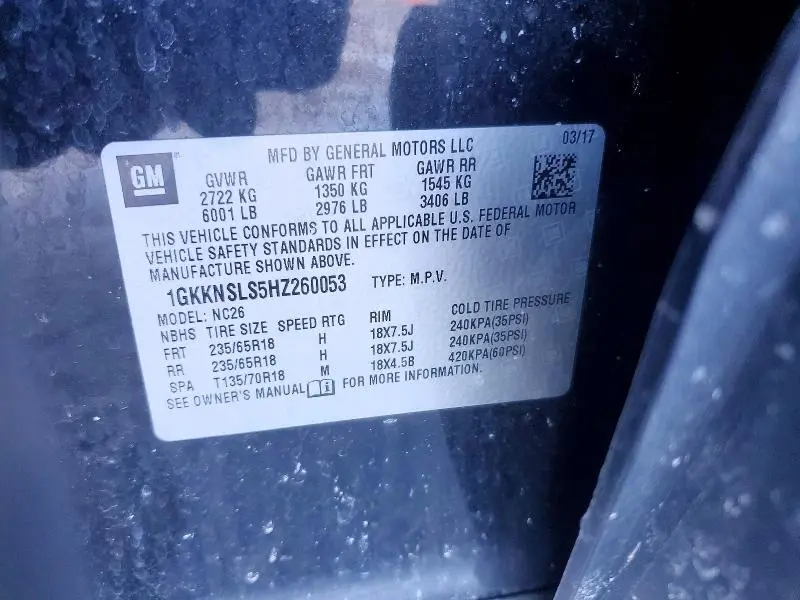 GM
MFD BY GENERAL MOTORS LLC 03/17
GVWR GAWR FRT GAWR RR
2722 KG 1350 KG 1545 KG
6001 LB 2976 LB 3406 LB
THIS VEHICLE CONFORMS TO ALL APPLICABLE U.S. FEDERAL MOTOR
VEHICLE SAFETY STANDARDS IN EFFECT ON THE DATE OF
MANUFACTURE SHOWN ABOVE.
1GKKNSLS5HZ260053 TYPE: M.P.V.
MODEL: NC26
NBHS TIRE SIZE SPEED RTG RIM COLD TIRE PRESSURE
FRT 235/65R18 H 18X7.5J 240KPA(35PSI)
RR 235/65R18 H 18X7.5J 240KPA(35PSI)
SPA T135/70R18 M 18X4.5B 420KPA(60PSI)
SEE OWNER'S MANUAL i FOR MORE INFORMATION.